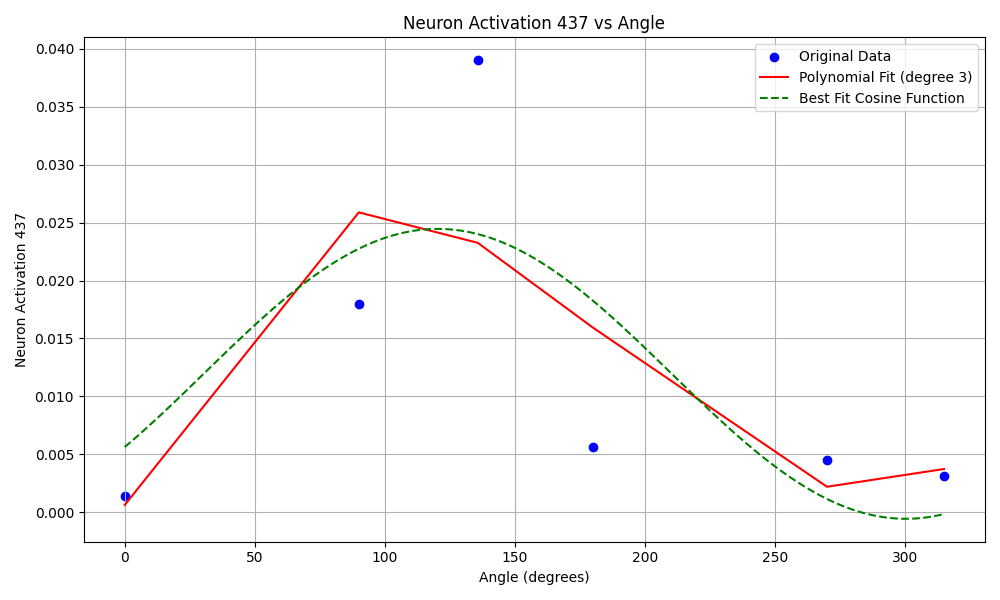 Neuron Activation 437 vs Angle
Original Data
Polynomial Fit (degree 3)
Best Fit Cosine Function
Neuron Activation 437
0.040
0.035
0.030
0.025
0.020
0.015
0.010
0.005
0.000
0 50 100 150 200 250 300
Angle (degrees)